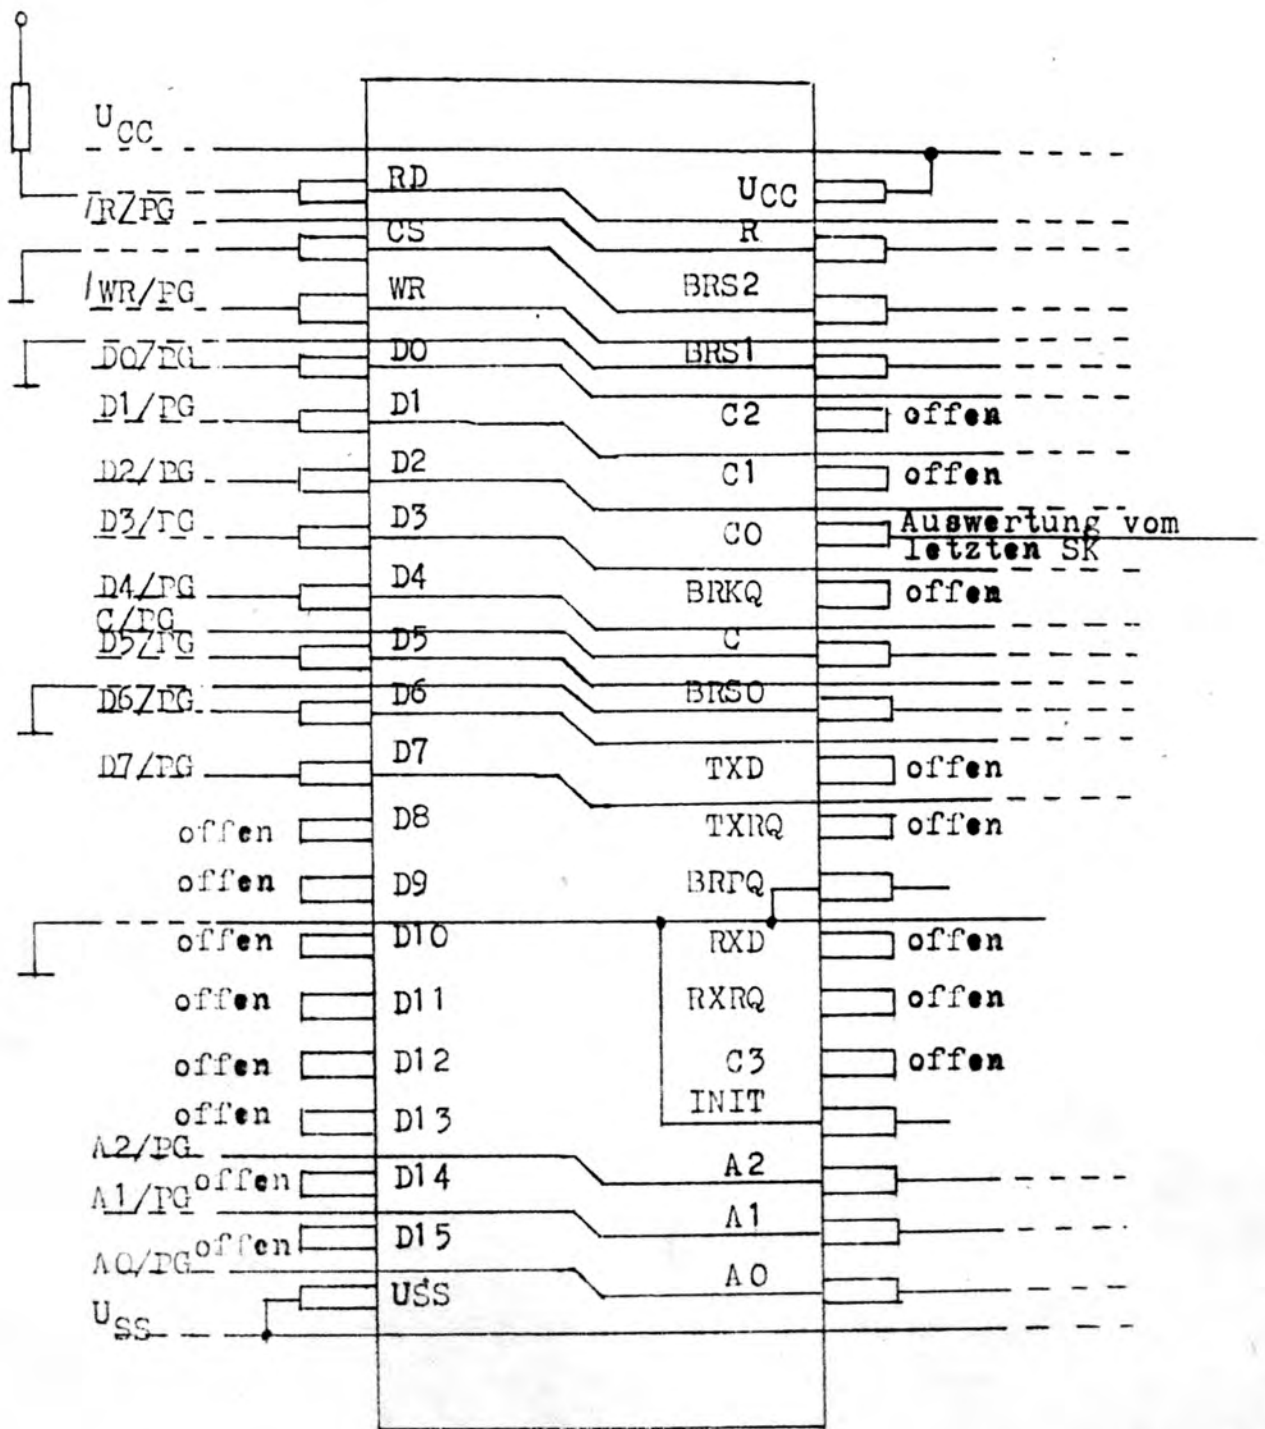 UCC
RD
UCC
/R/PG
CS
R
/WR/PG
WR
BRS2
D0/PG
D0
BRS1
D1/PG
D1
C2
offen
D2/PG
D2
C1
offen
D3/PG
D3
C0
Auswertung vom
letzten SK
D4/PG
D4
BRKQ
offen
C/PG
C
D5/PG
D5
D6/PG
D6
BRS0
D7/PG
D7
TXD
offen
offen
D8
TXRQ
offen
offen
D9
BRPQ
offen
D10
RXD
offen
offen
D11
RXRQ
offen
offen
D12
C3
offen
offen
D13
INIT
A2/PG
offen
D14
A2
A1/PG
offen
D15
A1
A0/PG
USS
A0
USS